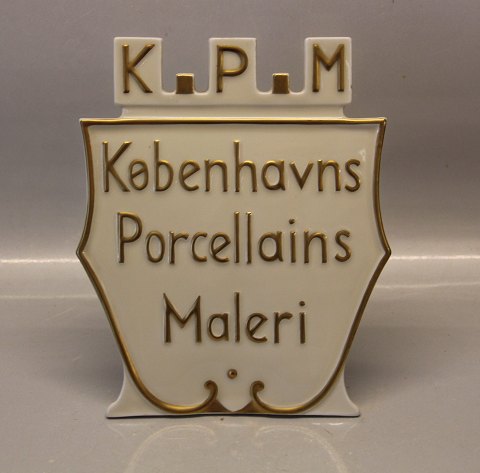 K.P.M
Københavns
Porcellains
Maleri